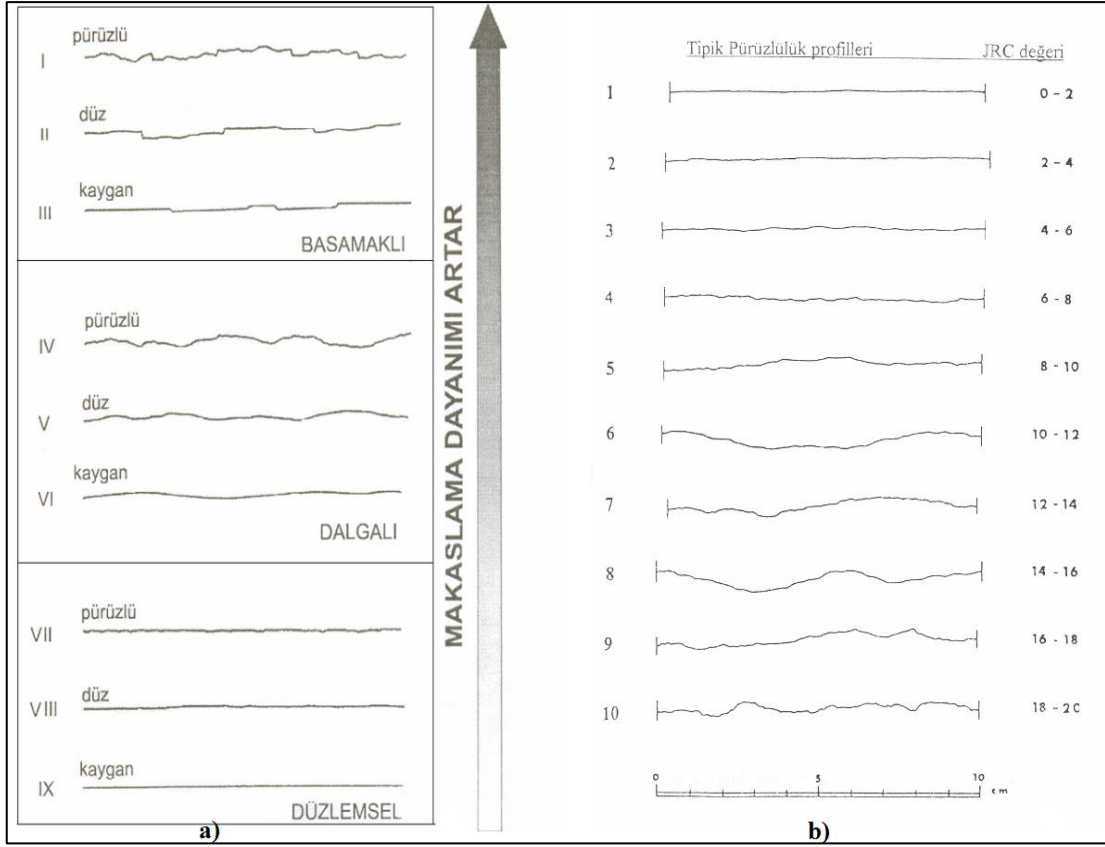 pürüzlü
I
düz
II
kaygan
III
BASAMAKLI
pürüzlü
IV
düz
V
kaygan
VI
DALGALI
pürüzlü
VII
düz
VIII
kaygan
IX
DÜZLEMSEL
a)
MAKASLAMA DAYANIMI ARTAR
Tipik Pürüzlülük profilleri JRC değeri
1 0 - 2
2 2 - 4
3 4 - 6
4 6 - 8
5 8 - 10
6 10 - 12
7 12 - 14
8 14 - 16
9 16 - 18
10 18 - 20
0 5 10
cm
b)